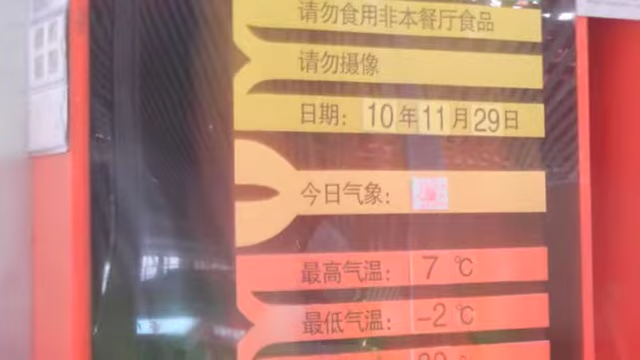 请勿食用非本餐厅食品
请勿摄像
日期：10年11月29日
今日气象：
最高气温：7℃
最低气温：-2℃